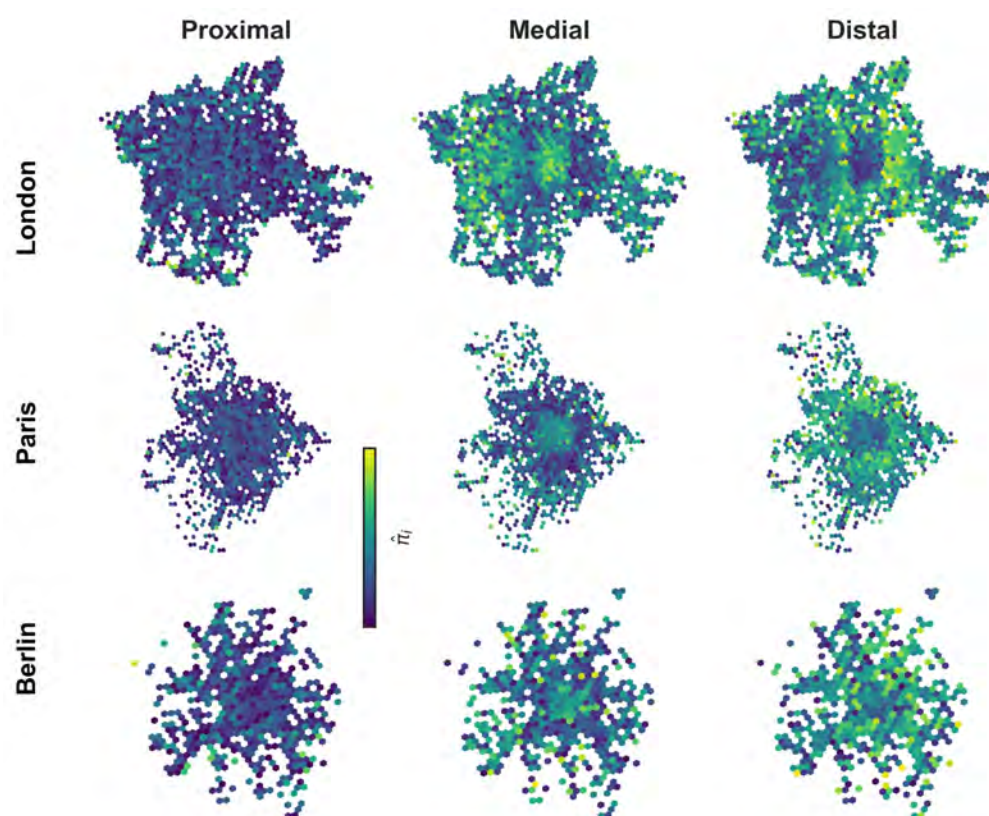 Proximal Medial Distal
London
Paris
π̂ᵢ
Berlin